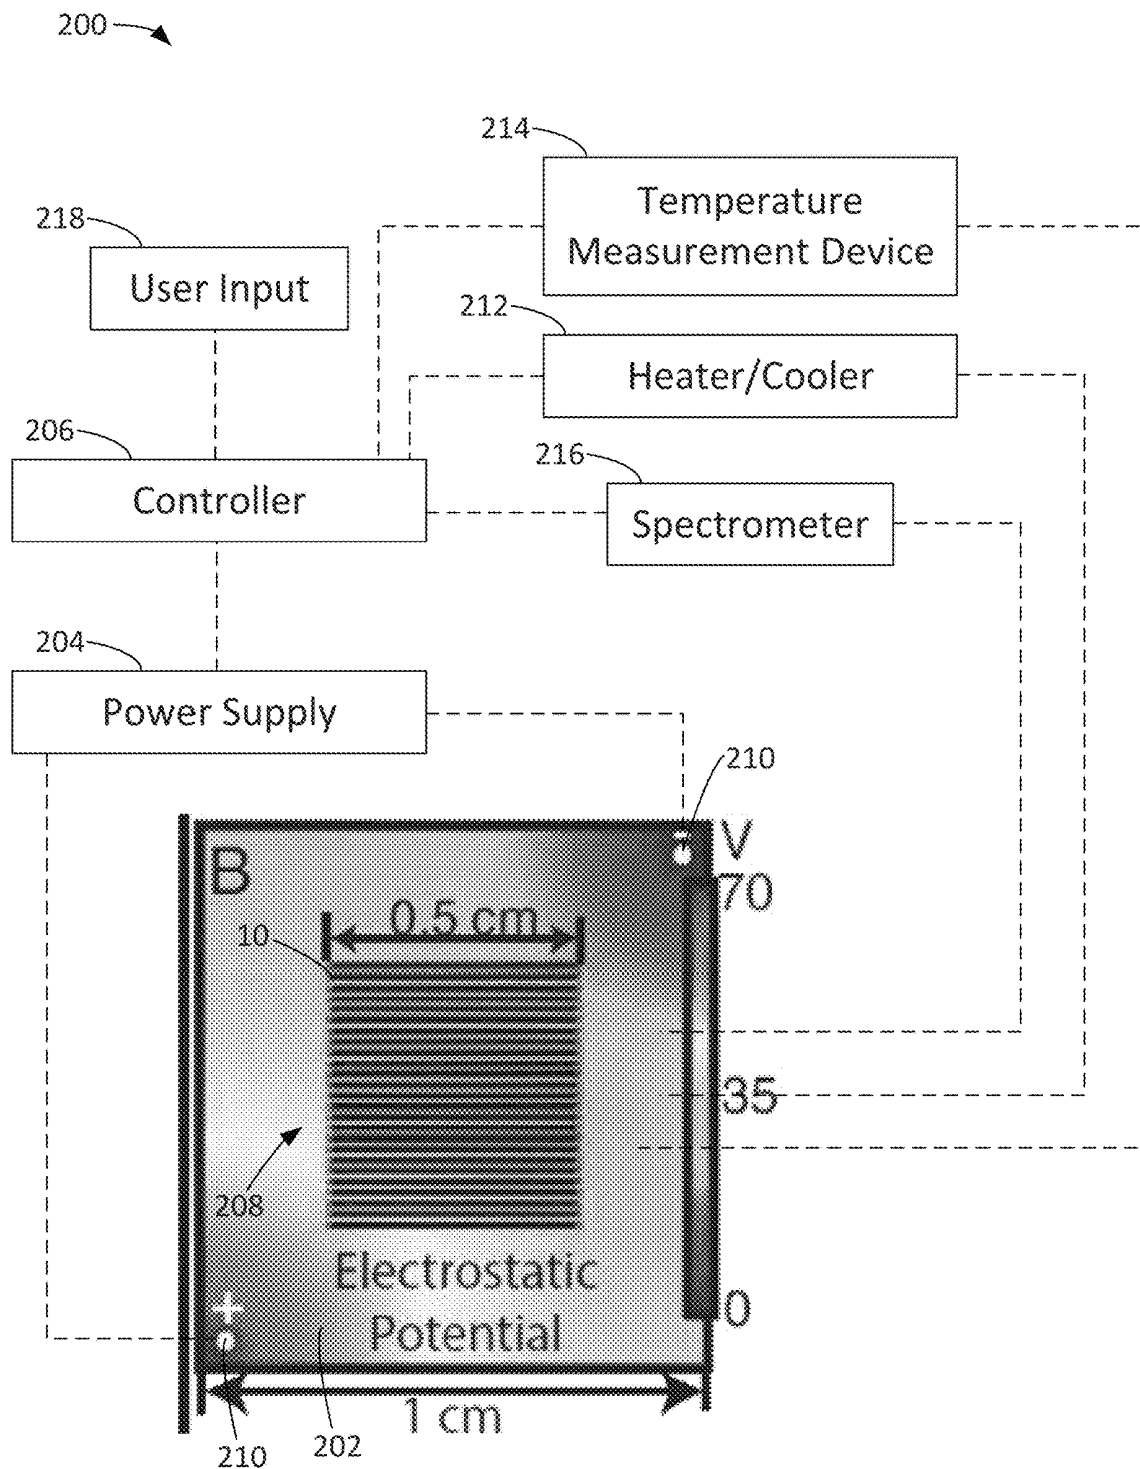 200
214
Temperature
Measurement Device
218
User Input
212
Heater/Cooler
206
Controller
216
Spectrometer
204
Power Supply
210
B
-
V
70
0.5 cm
10
35
208
Electrostatic
Potential
+
0
1 cm
210
202